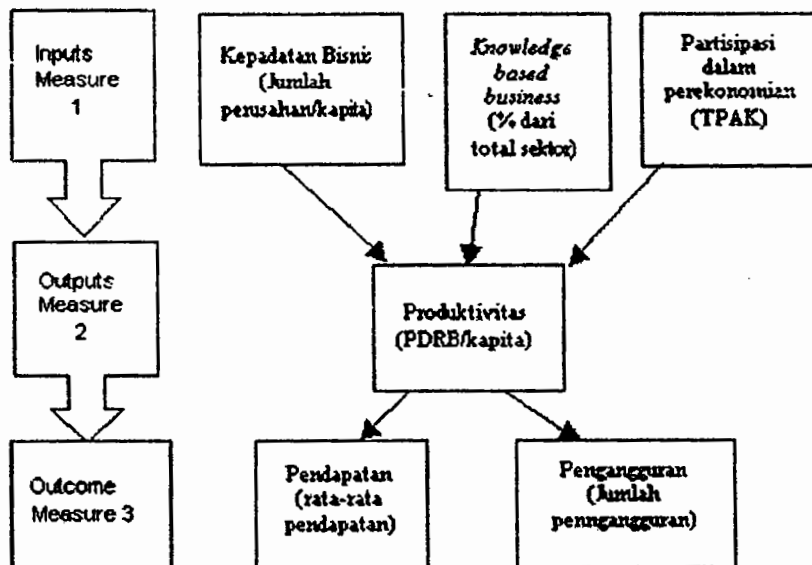 Inputs
Measure
1
Kepadatan Bisnis
(Jumlah
perusahan/kapita)
Knowledge
based
business
(% dari
total sektor)
Partisipasi
dalam
perekonomian
(TPAK)
Outputs
Measure
2
Produktivitas
(PDRB/kapita)
Outcome
Measure 3
Pendapatan
(rata-rata
pendapatan)
Pengangguran
(Jumlah
penngangguran)